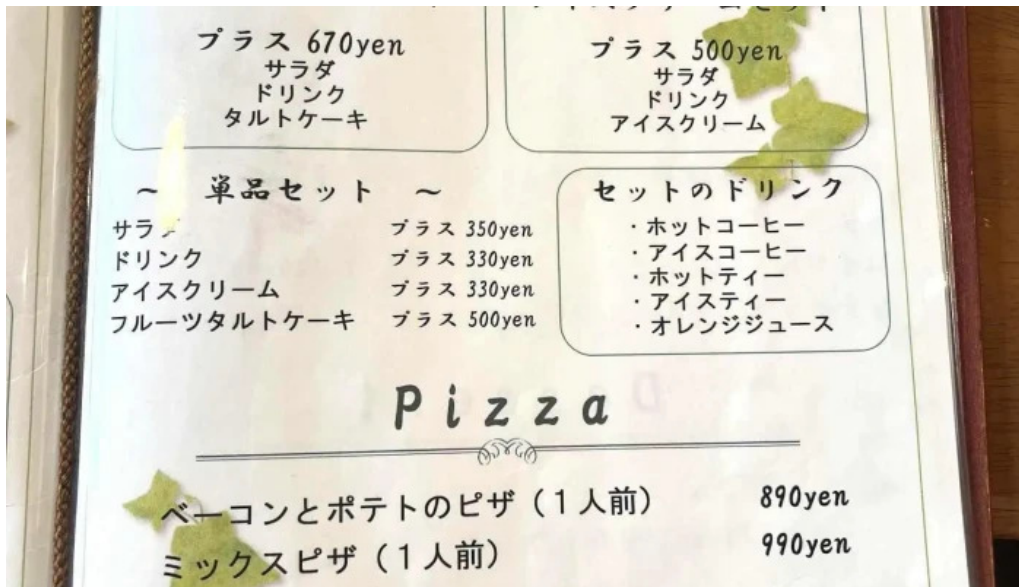 プラス 670yen
サラダ
ドリンク
タルトケーキ
プラス 500yen
サラダ
ドリンク
アイスクリーム
～ 単品セット ～
サラダ プラス 350yen
ドリンク プラス 330yen
アイスクリーム プラス 330yen
フルーツタルトケーキ プラス 500yen
セットのドリンク
・ホットコーヒー
・アイスコーヒー
・ホットティー
・アイスティー
・オレンジジュース
Pizza
ベーコンとポテトのピザ（1人前） 890yen
ミックスピザ（1人前） 990yen